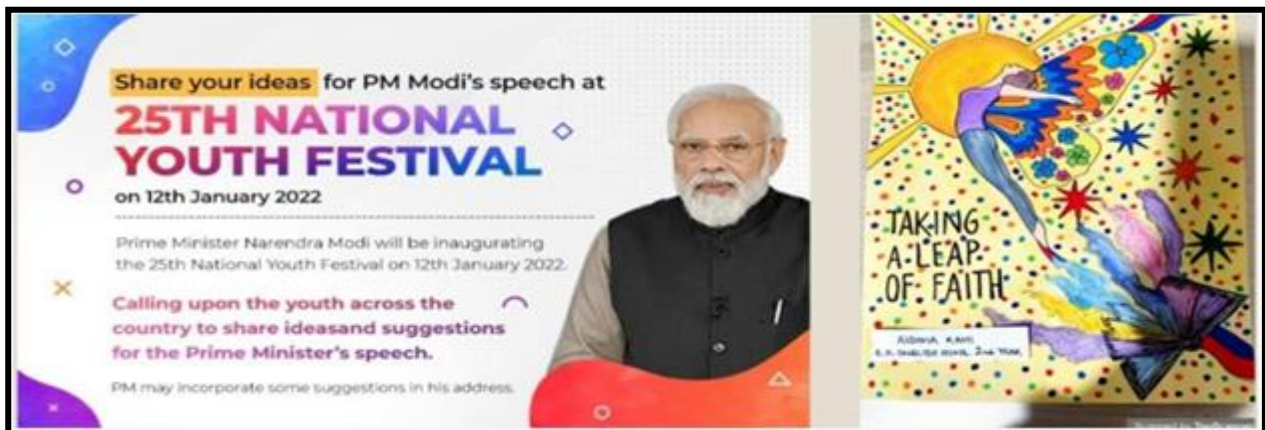 Share your ideas for PM Modi's speech at
25TH NATIONAL
YOUTH FESTIVAL
on 12th January 2022
Prime Minister Narendra Modi will be inaugurating
the 25th National Youth Festival on 12th January 2022.
Calling upon the youth across the
country to share ideasand suggestions
for the Prime Minister's speech.
PM may incorporate some suggestions in his address.
TAKING
A LEAP
OF FAITH
2nd YEAR